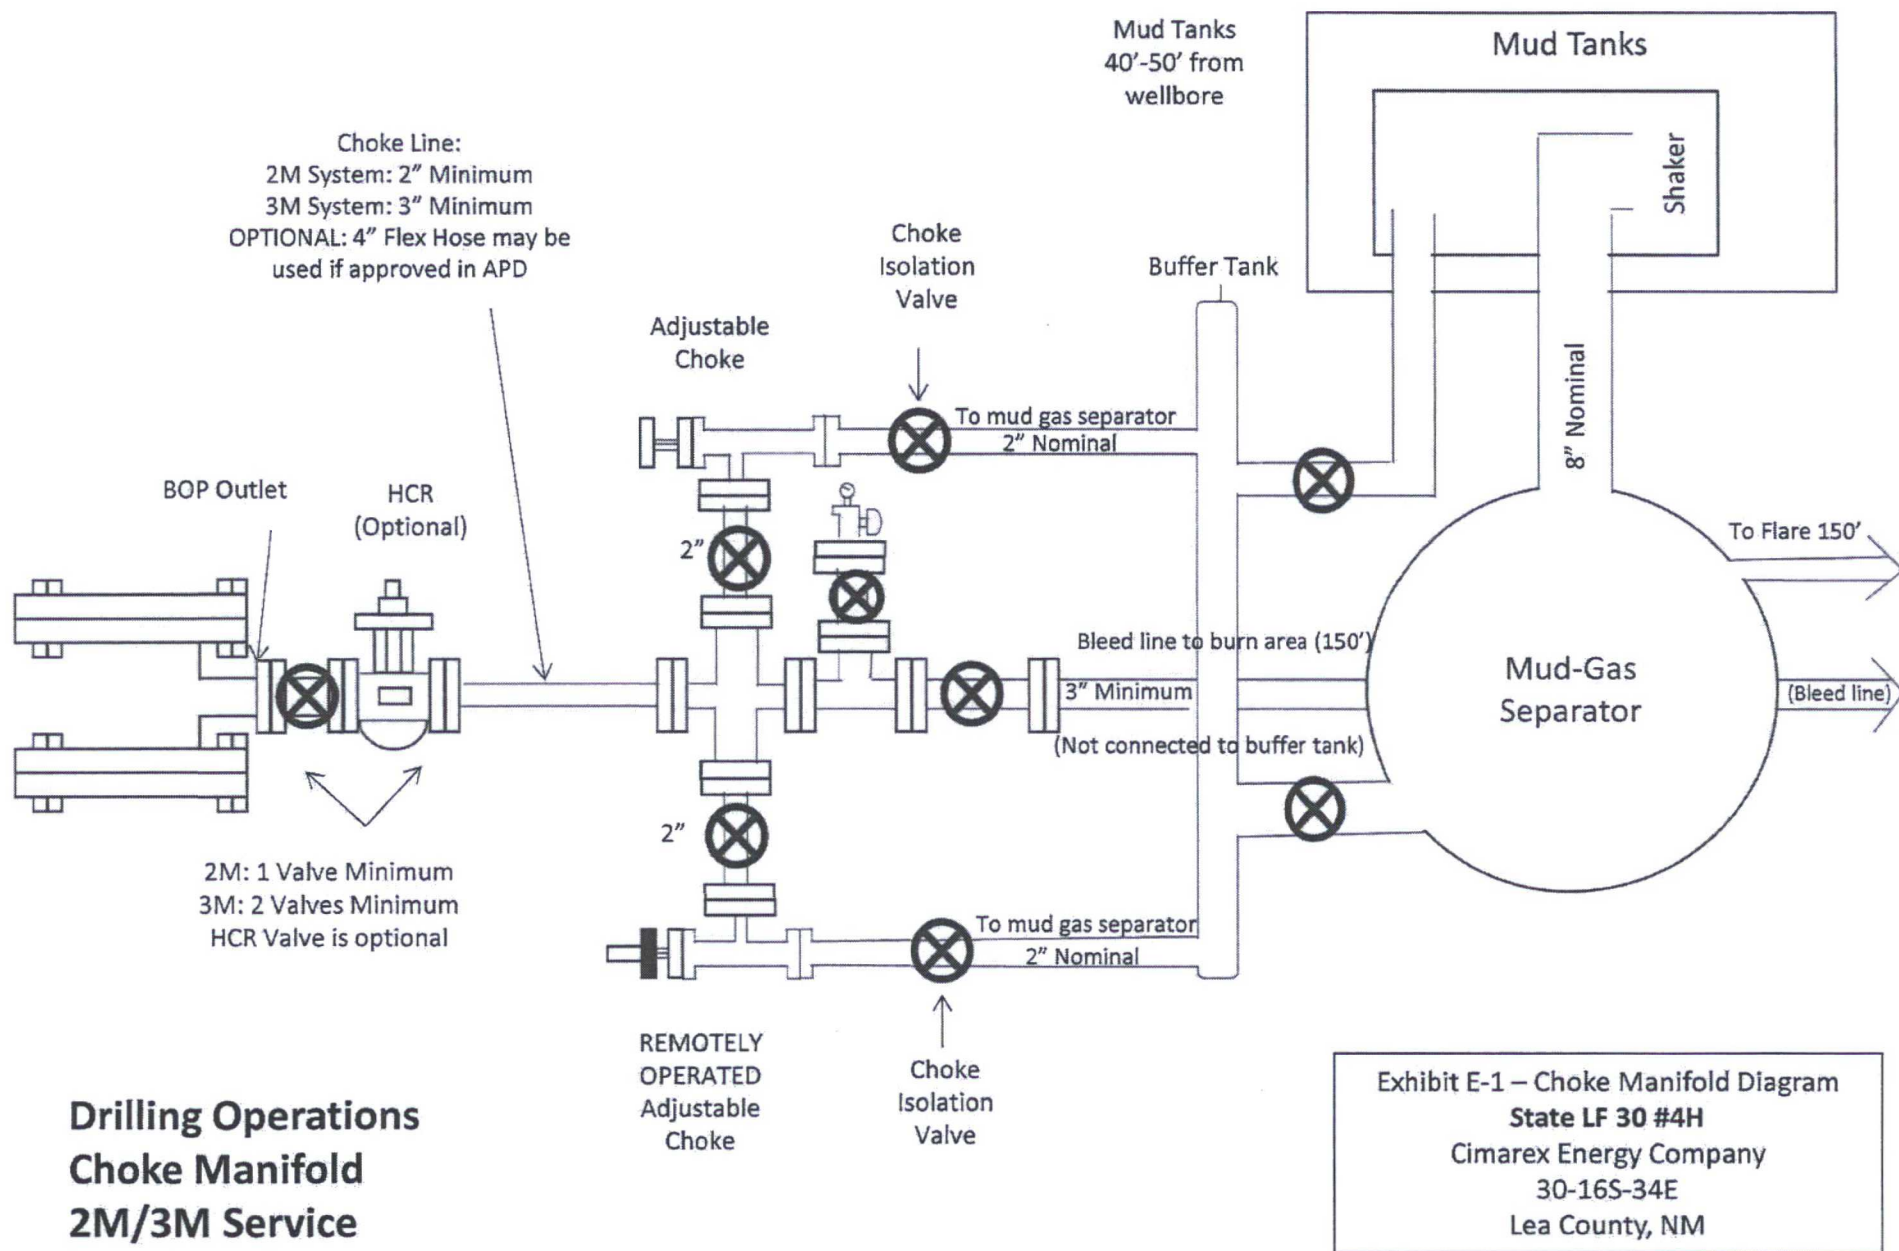 Mud Tanks
40'-50' from
wellbore
Mud Tanks
Shaker
Choke Line:
2M System: 2" Minimum
3M System: 3" Minimum
OPTIONAL: 4" Flex Hose may be
used if approved in APD
Choke
Isolation
Valve
Buffer Tank
Adjustable
Choke
To mud gas separator
2" Nominal
8" Nominal
BOP Outlet
HCR
(Optional)
2"
To Flare 150'
Bleed line to burn area (150')
3" Minimum
(Not connected to buffer tank)
Mud-Gas
Separator
(Bleed line)
2"
2M: 1 Valve Minimum
3M: 2 Valves Minimum
HCR Valve is optional
To mud gas separator
2" Nominal
REMOTELY
OPERATED
Adjustable
Choke
Choke
Isolation
Valve
Drilling Operations
Choke Manifold
2M/3M Service
Exhibit E-1 – Choke Manifold Diagram
State LF 30 #4H
Cimarex Energy Company
30-16S-34E
Lea County, NM